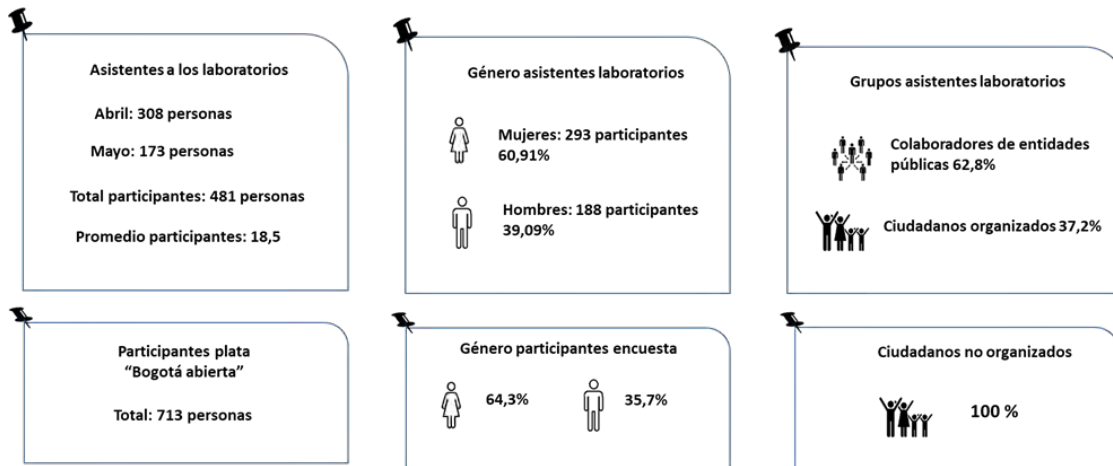 Asistentes a los laboratorios
Abril: 308 personas
Mayo: 173 personas
Total participantes: 481 personas
Promedio participantes: 18,5
Género asistentes laboratorios
Mujeres: 293 participantes
60,91%
Hombres: 188 participantes
39,09%
Grupos asistentes laboratorios
Colaboradores de entidades
públicas 62,8%
Ciudadanos organizados 37,2%
Participantes plata
“Bogotá abierta”
Total: 713 personas
Género participantes encuesta
64,3%
35,7%
Ciudadanos no organizados
100 %